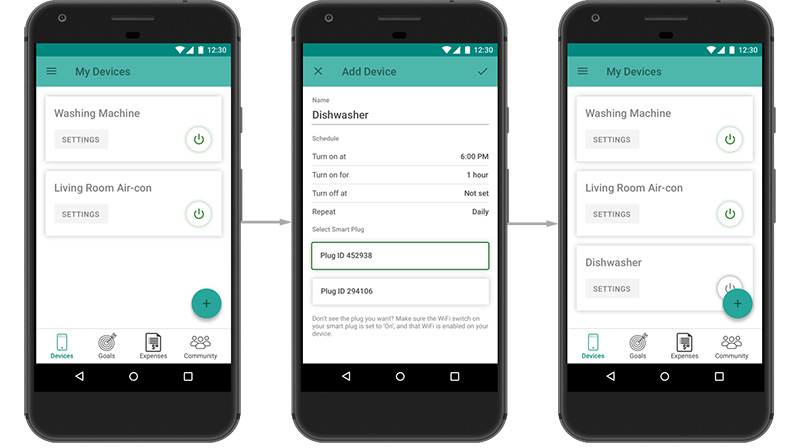 12:30
My Devices
Washing Machine
SETTINGS
Living Room Air-con
SETTINGS
+
Devices Goals Expenses Community
12:30
Add Device
Name
Dishwasher
Schedule
Turn on at 6:00 PM
Turn on for 1 hour
Turn off at Not set
Repeat Daily
Select Smart Plug
Plug ID 452938
Plug ID 294106
Don't see the plug you want? Make sure the WiFi switch on
your smart plug is set to 'On', and that WiFi is enabled on your
device.
12:30
My Devices
Washing Machine
SETTINGS
Living Room Air-con
SETTINGS
Dishwasher
SETTINGS
+
Devices Goals Expenses Community